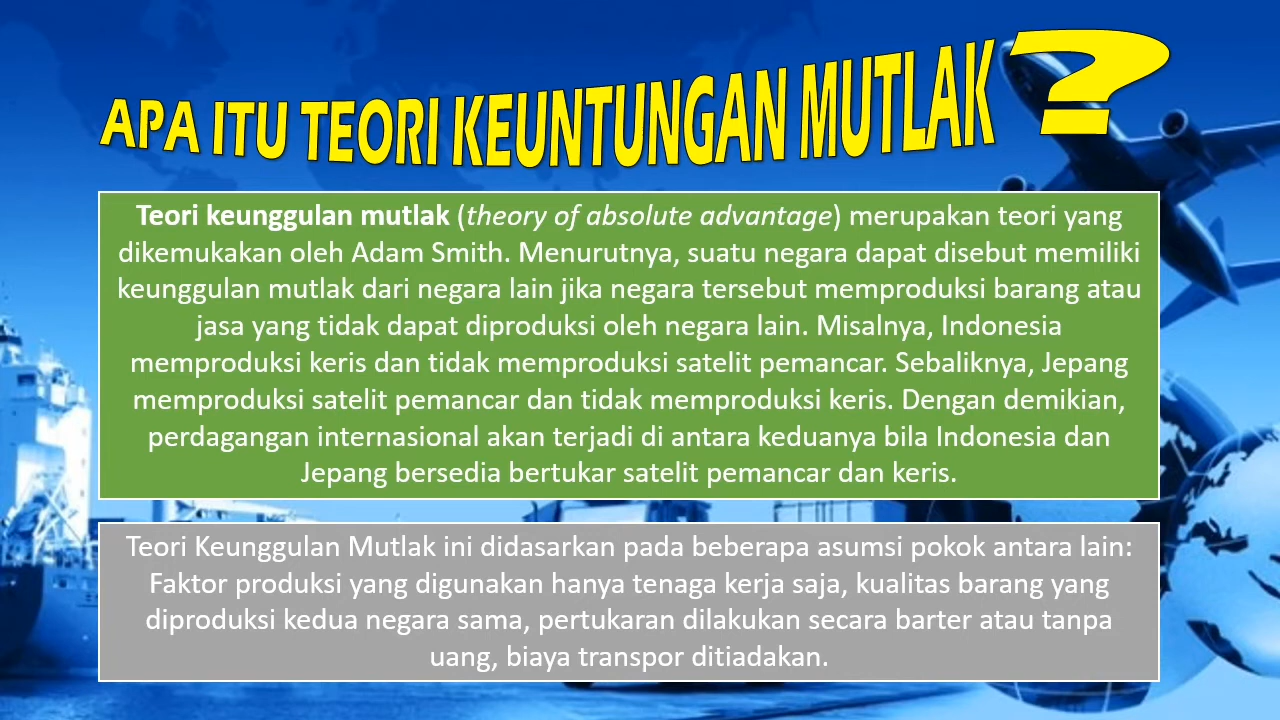 APA ITU TEORI KEUNTUNGAN MUTLAK ?
Teori keunggulan mutlak (theory of absolute advantage) merupakan teori yang
dikemukakan oleh Adam Smith. Menurutnya, suatu negara dapat disebut memiliki
keunggulan mutlak dari negara lain jika negara tersebut memproduksi barang atau
jasa yang tidak dapat diproduksi oleh negara lain. Misalnya, Indonesia
memproduksi keris dan tidak memproduksi satelit pemancar. Sebaliknya, Jepang
memproduksi satelit pemancar dan tidak memproduksi keris. Dengan demikian,
perdagangan internasional akan terjadi di antara keduanya bila Indonesia dan
Jepang bersedia bertukar satelit pemancar dan keris.
Teori Keunggulan Mutlak ini didasarkan pada beberapa asumsi pokok antara lain:
Faktor produksi yang digunakan hanya tenaga kerja saja, kualitas barang yang
diproduksi kedua negara sama, pertukaran dilakukan secara barter atau tanpa
uang, biaya transpor ditiadakan.